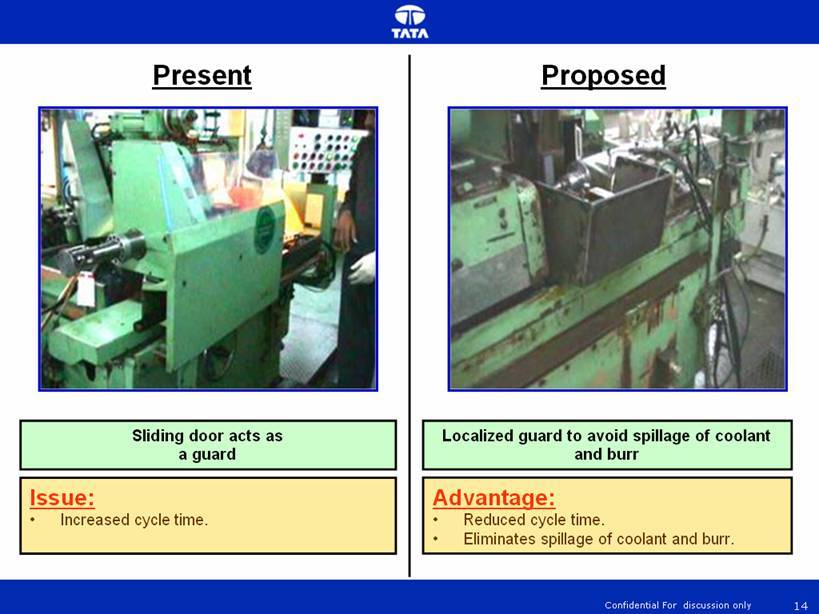 TATA
Present
Proposed
Sliding door acts as
a guard
Localized guard to avoid spillage of coolant
and burr
Issue:
• Increased cycle time.
Advantage:
• Reduced cycle time.
• Eliminates spillage of coolant and burr.
Confidential For discussion only
14